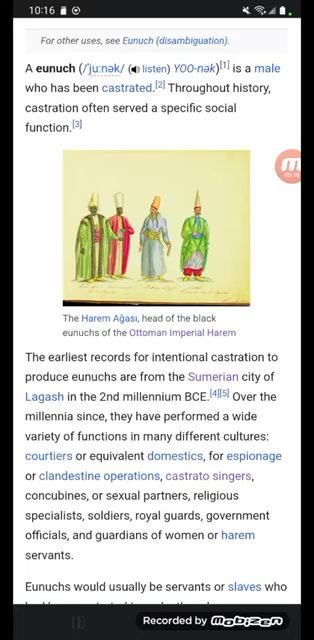 10:16
For other uses, see Eunuch (disambiguation).
A eunuch (/ˈjuːnək/ (listen) YOO-nək)[1] is a male
who has been castrated.[2] Throughout history,
castration often served a specific social
function.[3]
The Harem Ağası, head of the black
eunuchs of the Ottoman Imperial Harem
The earliest records for intentional castration to
produce eunuchs are from the Sumerian city of
Lagash in the 2nd millennium BCE.[4][5] Over the
millennia since, they have performed a wide
variety of functions in many different cultures:
courtiers or equivalent domestics, for espionage
or clandestine operations, castrato singers,
concubines, or sexual partners, religious
specialists, soldiers, royal guards, government
officials, and guardians of women or harem
servants.
Eunuchs would usually be servants or slaves who
Recorded by mobizen